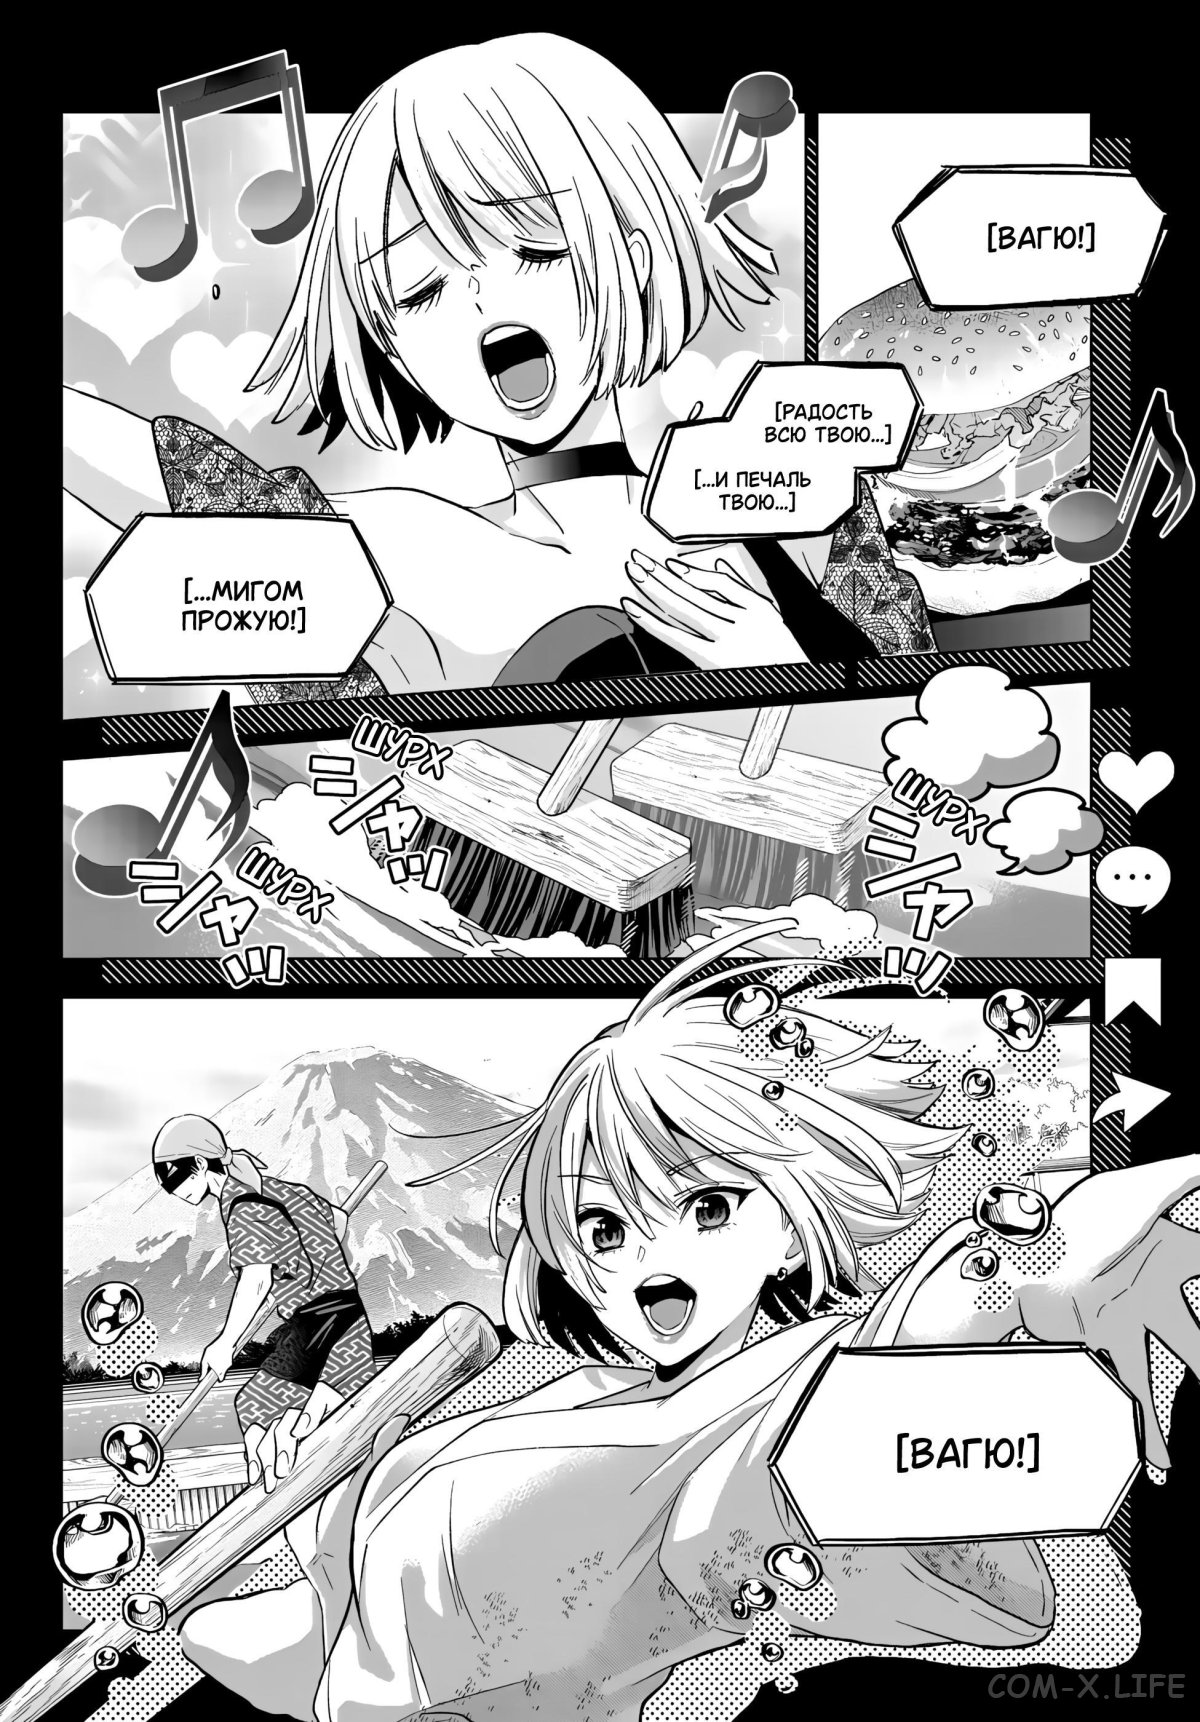 [ВАГЮ!]
[РАДОСТЬ
ВСЮ ТВОЮ...]
[...И ПЕЧАЛЬ
ТВОЮ...]
[...МИГОМ
ПРОЖУЮ!]
ШУРХ
シャッ
ШУРХ
シャッ
ШУРХ
シャッ
[ВАГЮ!]
COM-X.LIFE